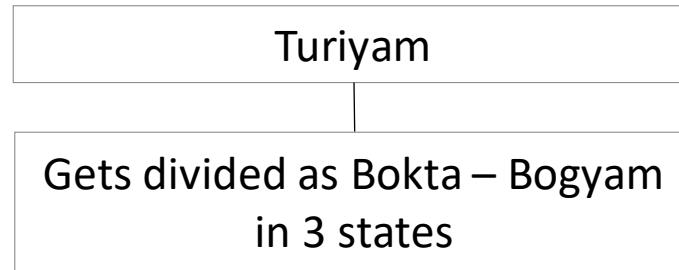 Turiyam
Gets divided as Bokta – Bogyam
in 3 states